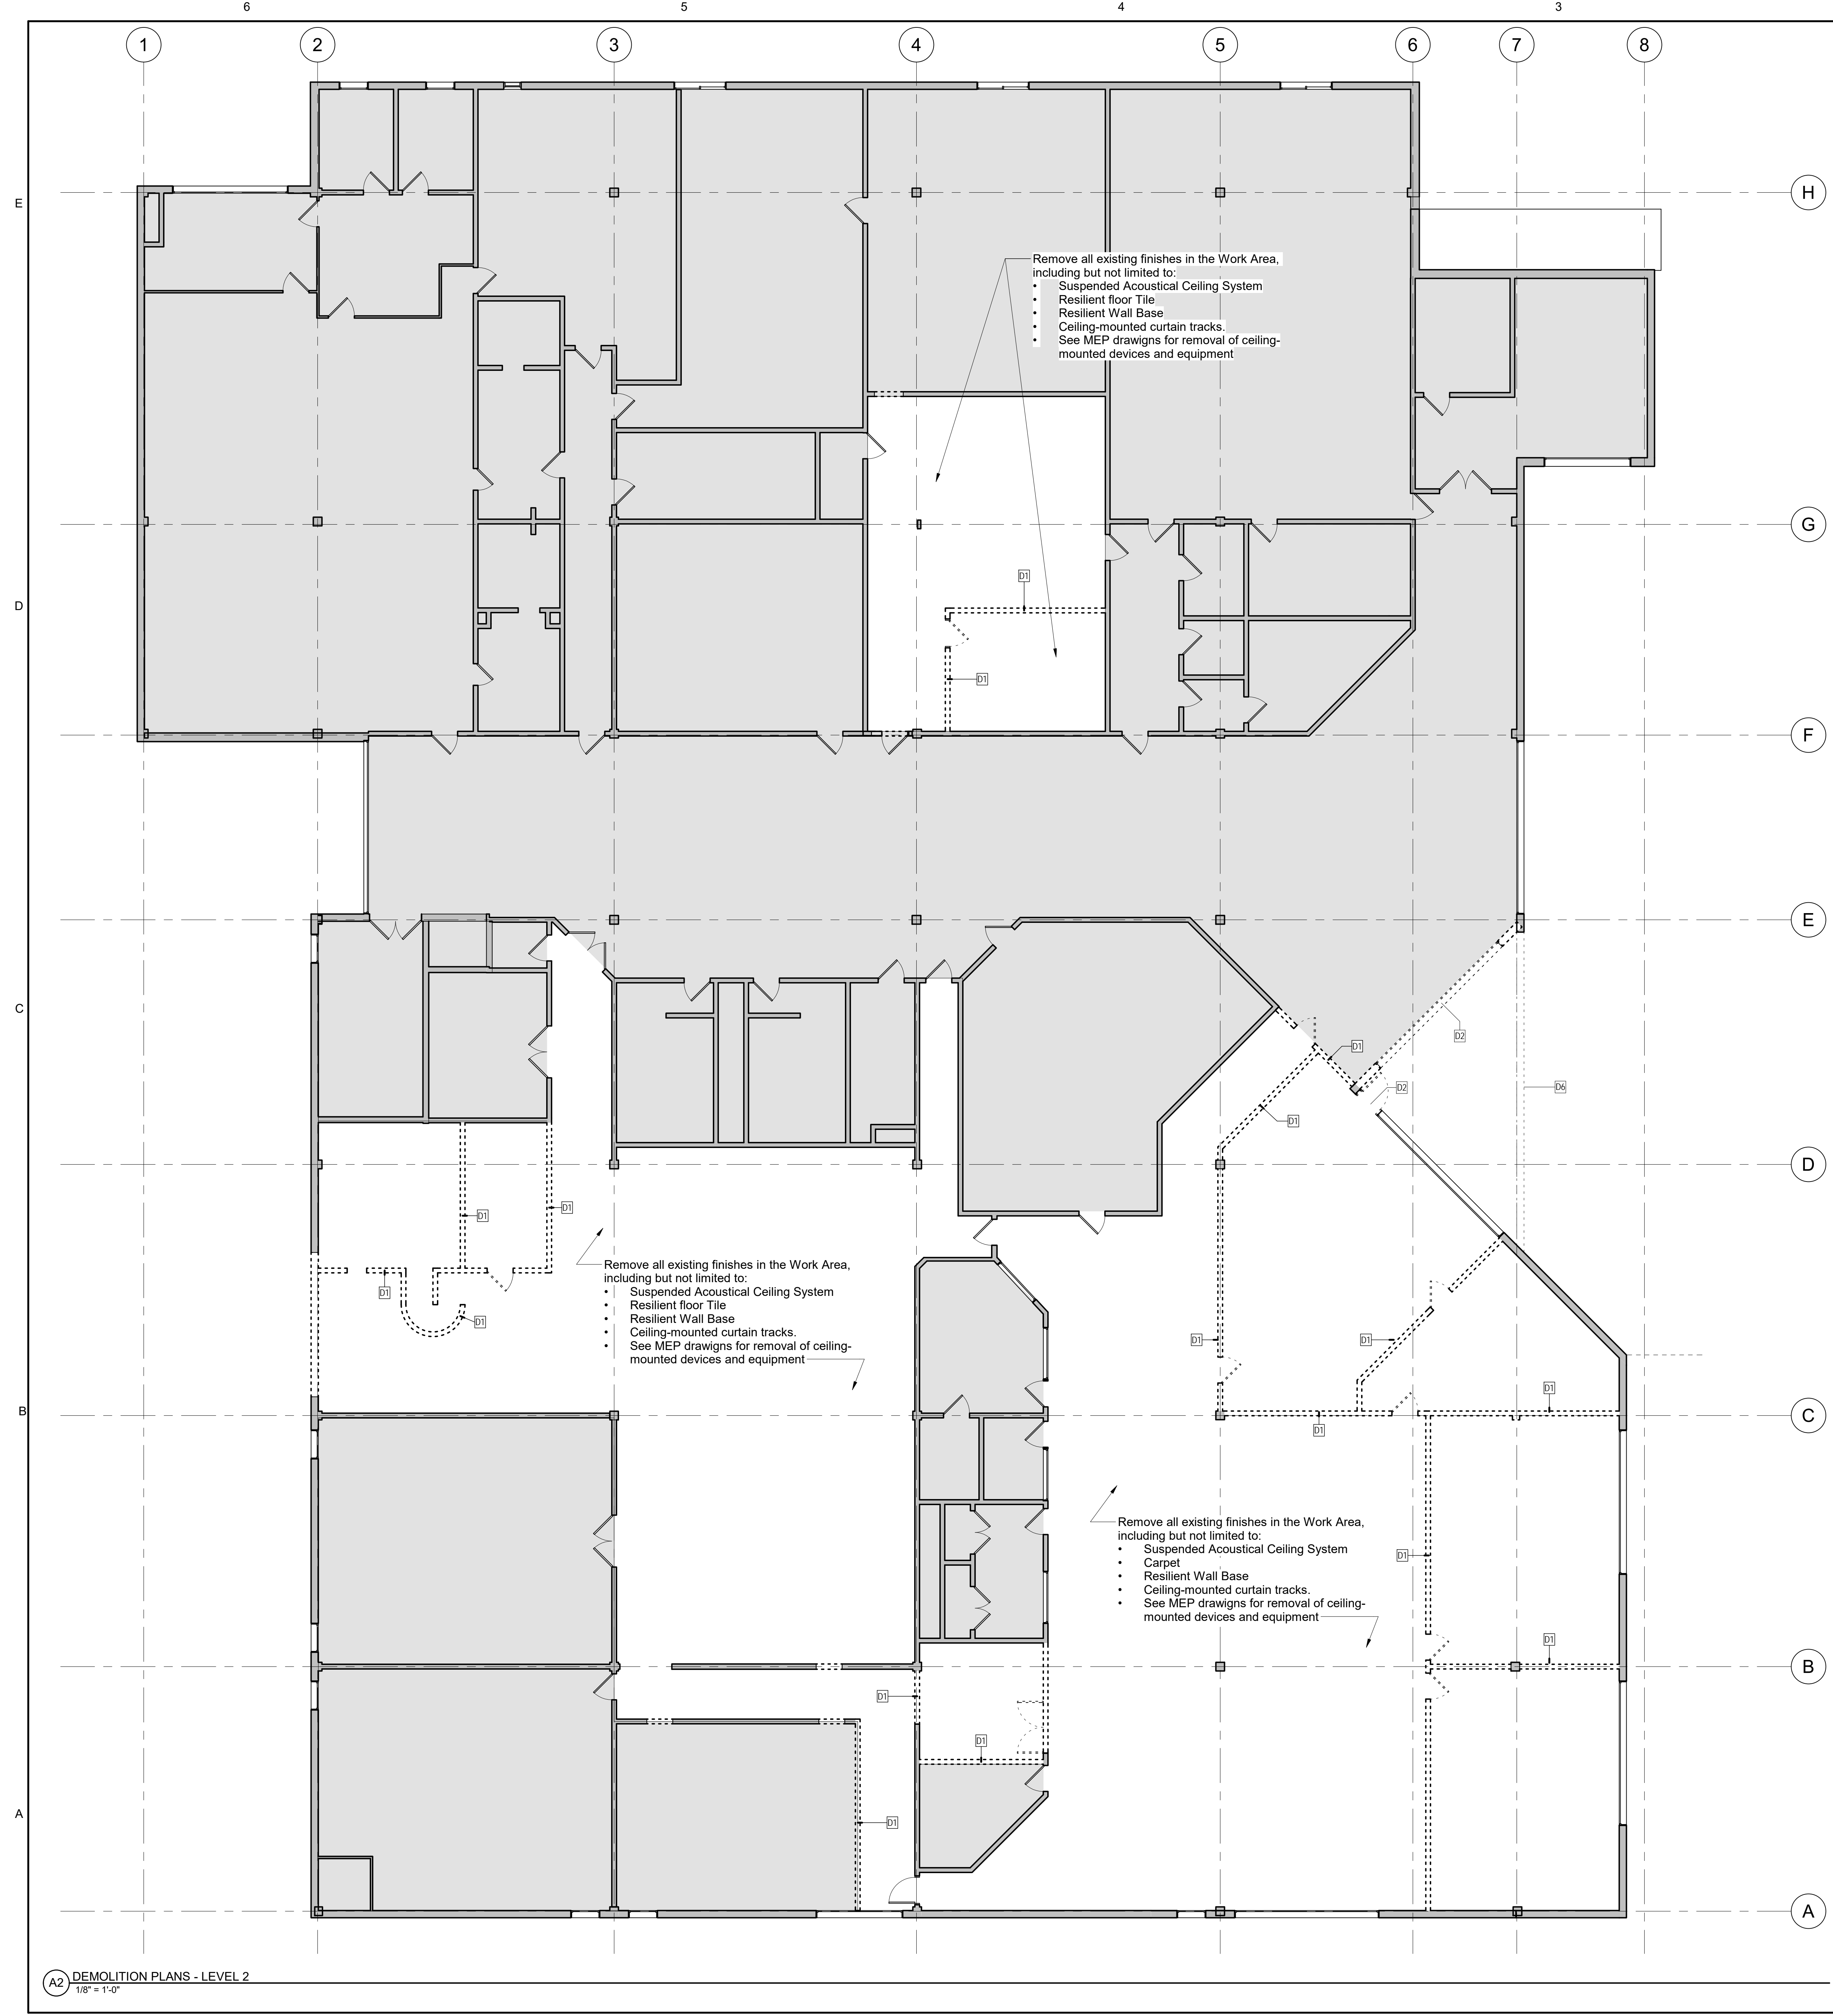 6 5 4 3
1 2 3 4 5 6 7 8
E
H
Remove all existing finishes in the Work Area,
including but not limited to:
• Suspended Acoustical Ceiling System
• Resilient floor Tile
• Resilient Wall Base
• Ceiling-mounted curtain tracks.
• See MEP drawigns for removal of ceiling-
mounted devices and equipment
G
D1
D
D1
F
E
C
D2
D1
D2
D6
D1
D
D1
D1
Remove all existing finishes in the Work Area,
including but not limited to:
• Suspended Acoustical Ceiling System
• Resilient floor Tile
• Resilient Wall Base
• Ceiling-mounted curtain tracks.
• See MEP drawigns for removal of ceiling-
mounted devices and equipment
D1
D1
D1
D1
D1
B
C
D1
Remove all existing finishes in the Work Area,
including but not limited to:
• Suspended Acoustical Ceiling System
• Carpet
• Resilient Wall Base
• Ceiling-mounted curtain tracks.
• See MEP drawigns for removal of ceiling-
mounted devices and equipment
D1
D1
B
D1
D1
A
D1
A
A2 DEMOLITION PLANS - LEVEL 2
1/8" = 1'-0"